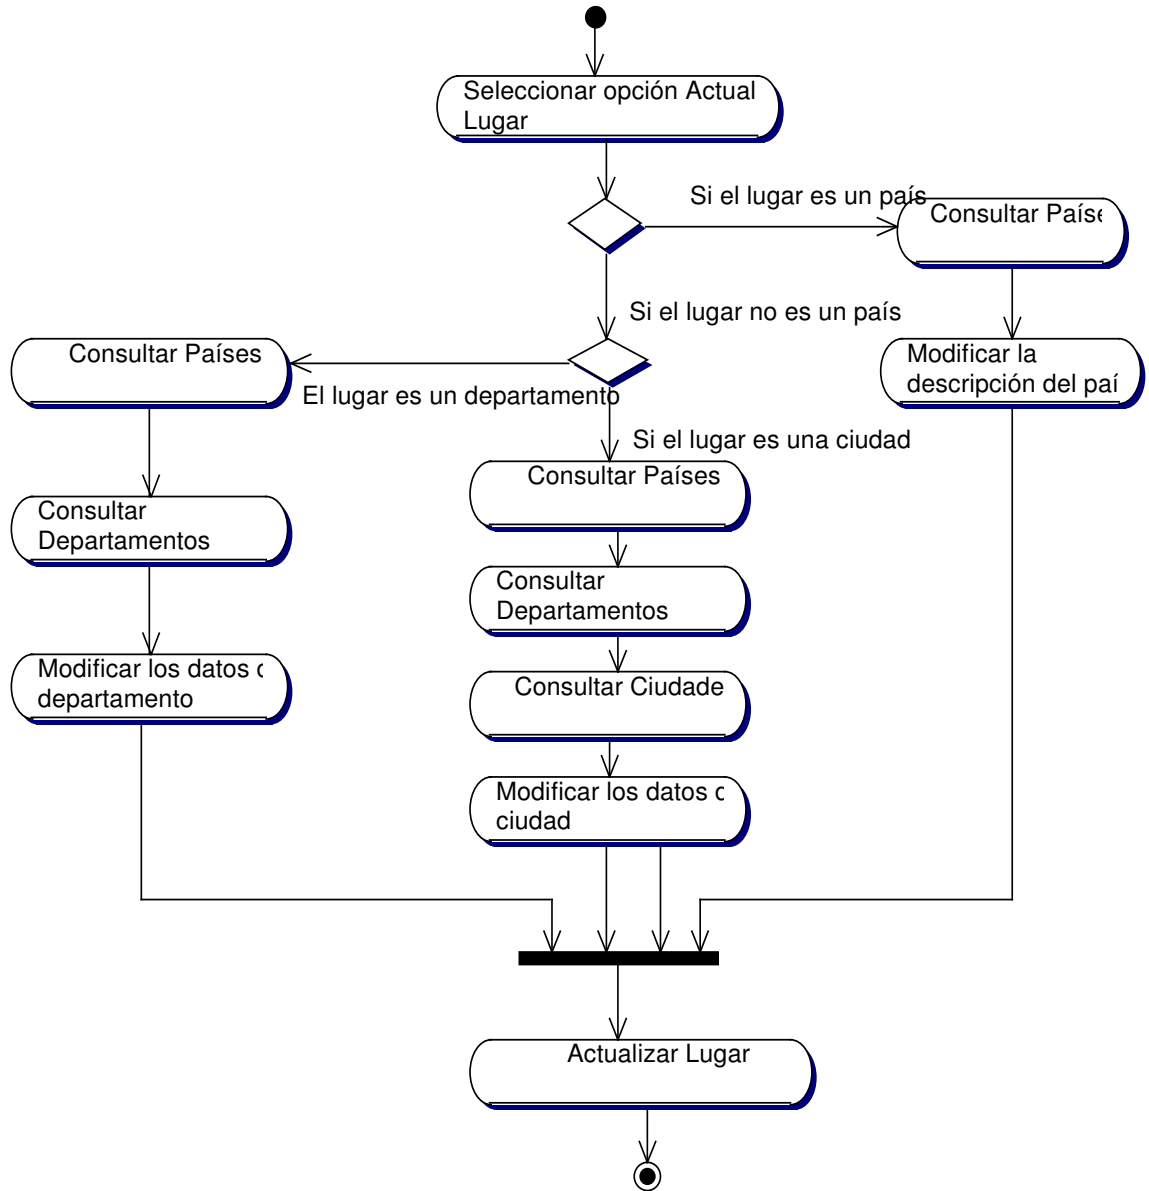 Seleccionar opción Actual
Lugar
Si el lugar es un país
Consultar Paíse
Si el lugar no es un país
Consultar Países
Modificar la
descripción del paí
El lugar es un departamento
Si el lugar es una ciudad
Consultar Países
Consultar
Departamentos
Consultar
Departamentos
Modificar los datos
departamento
Consultar Ciudade
Modificar los datos
ciudad
Actualizar Lugar